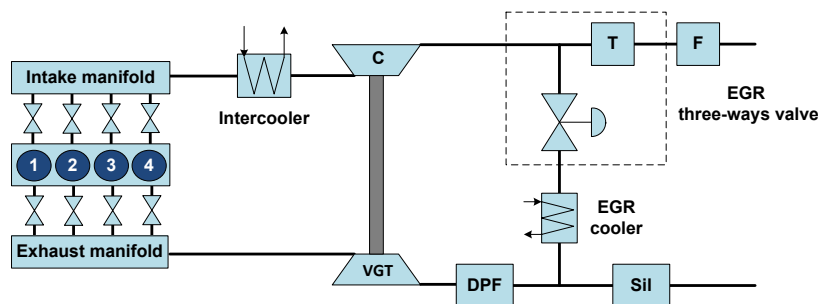 C
T
F
Intake manifold
Intercooler
EGR
three-ways valve
1 2 3 4
EGR
cooler
Exhaust manifold
VGT
DPF
Sil